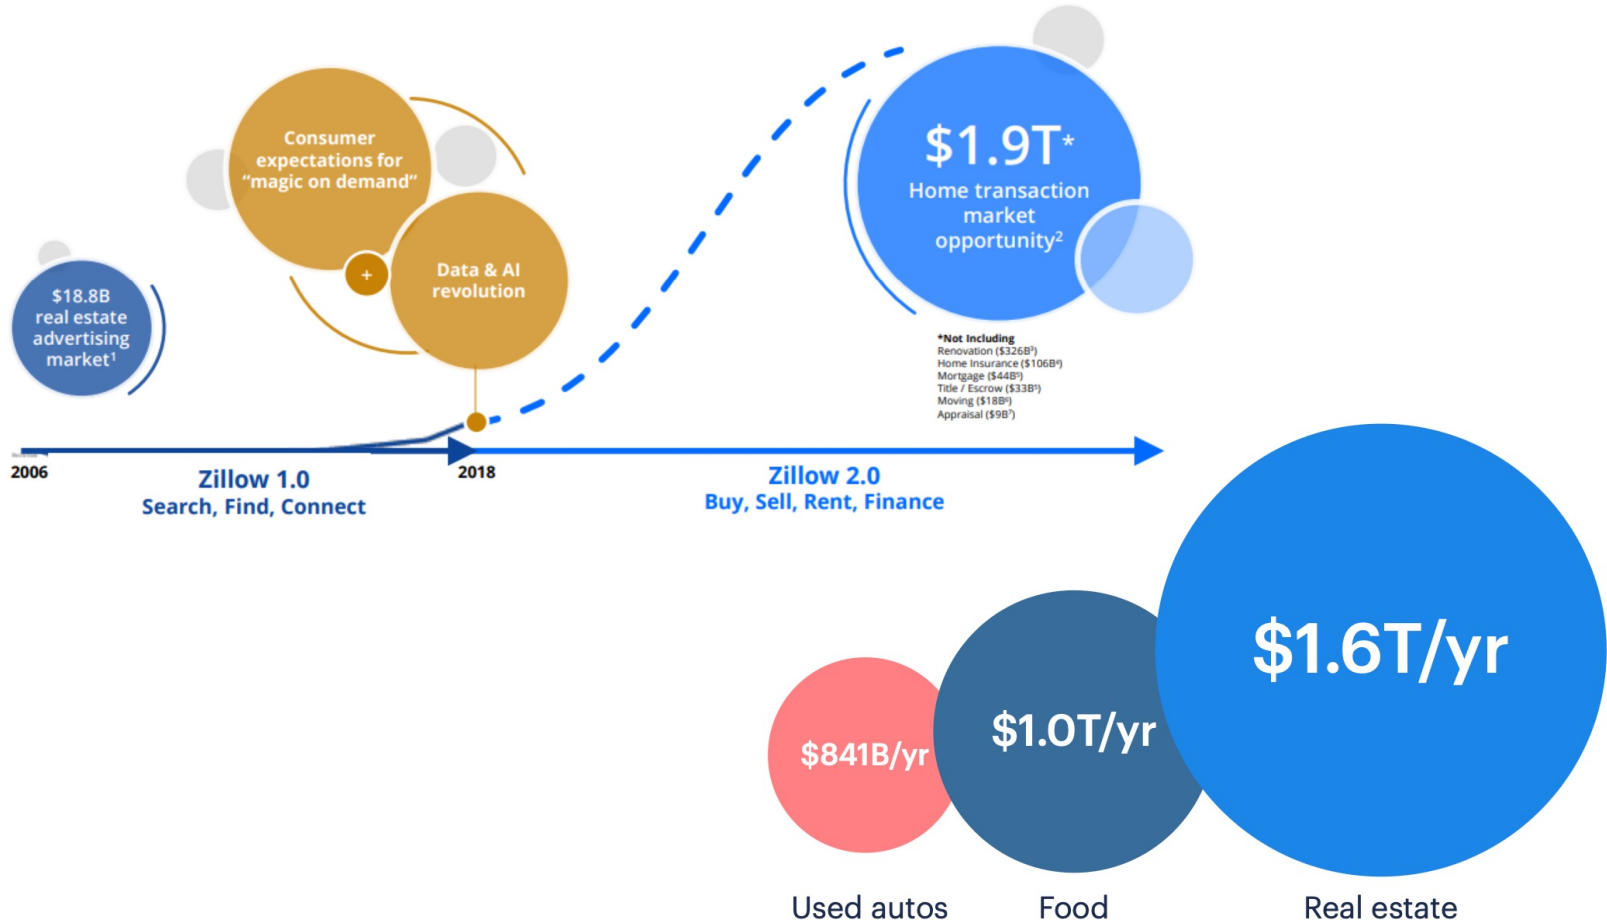 Consumer
expectations for
“magic on demand”
+
Data & AI
revolution
$18.8B
real estate
advertising
market¹
$1.9T*
Home transaction
market
opportunity²
*Not Including
Renovation ($326B³)
Home Insurance ($106B⁴)
Mortgage ($44B⁵)
Title / Escrow ($33B⁵)
Moving ($18B⁶)
Appraisal ($9B⁷)
2006
Zillow 1.0
Search, Find, Connect
2018
Zillow 2.0
Buy, Sell, Rent, Finance
$841B/yr
$1.0T/yr
$1.6T/yr
Used autos
Food
Real estate